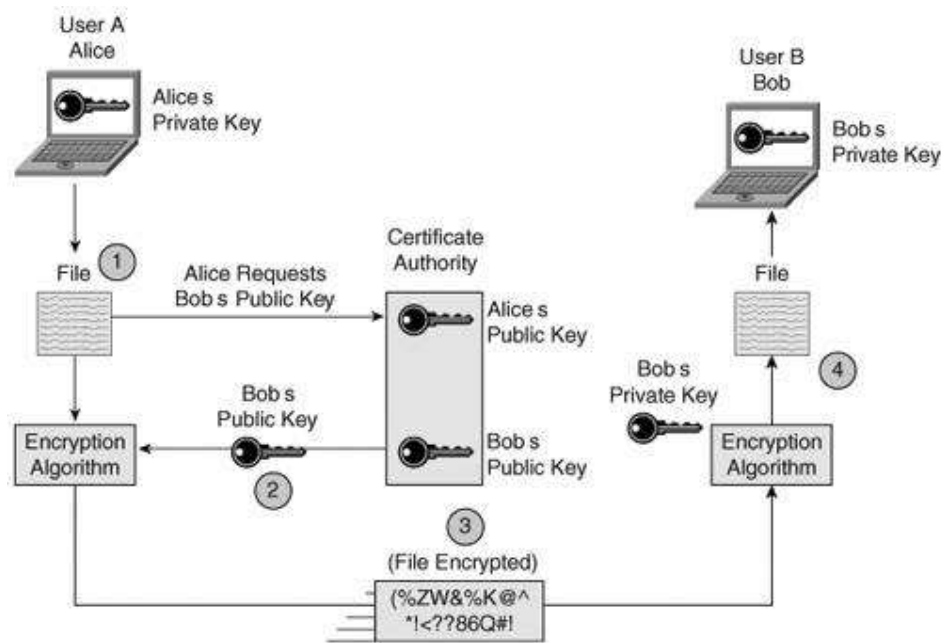 User A
Alice
Alice s
Private Key
User B
Bob
Bob s
Private Key
File
1
Alice Requests
Bob s Public Key
Certificate
Authority
Alice s
Public Key
File
4
Bob s
Private Key
Encryption
Algorithm
Bob s
Public Key
2
Bob s
Public Key
Encryption
Algorithm
3
(File Encrypted)
(%ZW&%K@^
*!<??86Q#!